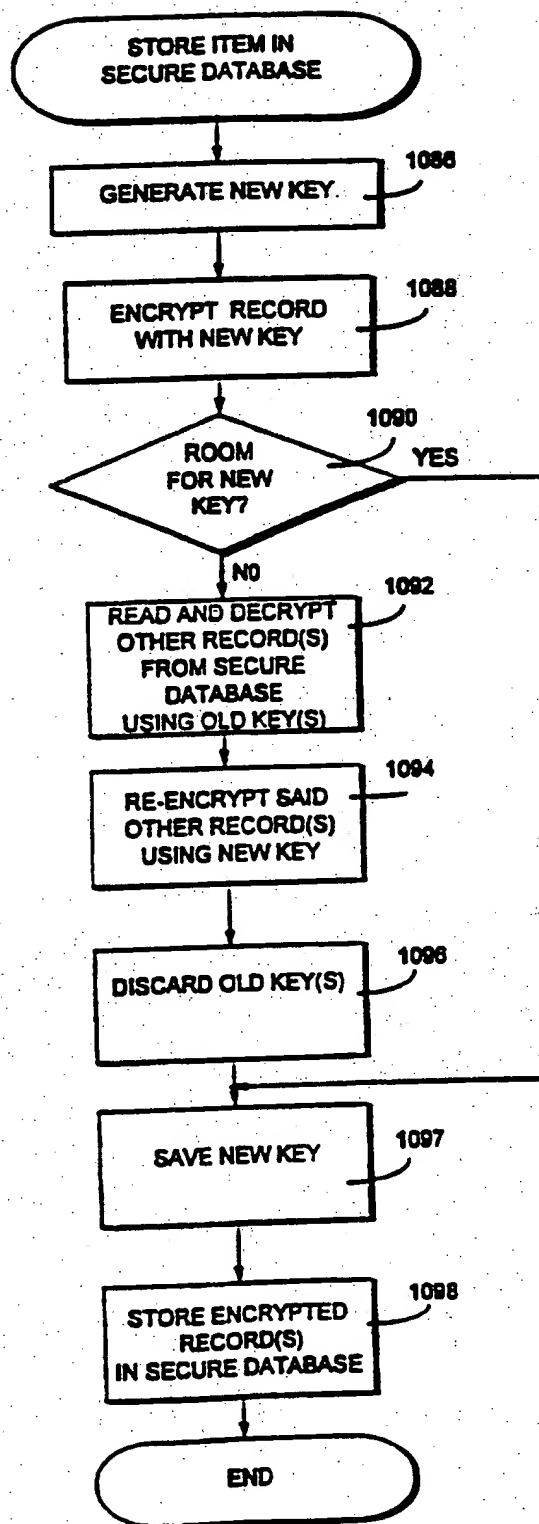 STORE ITEM IN
SECURE DATABASE
1086
GENERATE NEW KEY.
1088
ENCRYPT RECORD
WITH NEW KEY
1090
ROOM
FOR NEW
KEY?
YES
NO
1092
READ AND DECRYPT
OTHER RECORD(S)
FROM SECURE
DATABASE
USING OLD KEY(S)
1094
RE-ENCRYPT SAID
OTHER RECORD(S)
USING NEW KEY
1096
DISCARD OLD KEY(S)
SAVE NEW KEY
1097
1098
STORE ENCRYPTED
RECORD(S)
IN SECURE DATABASE
END